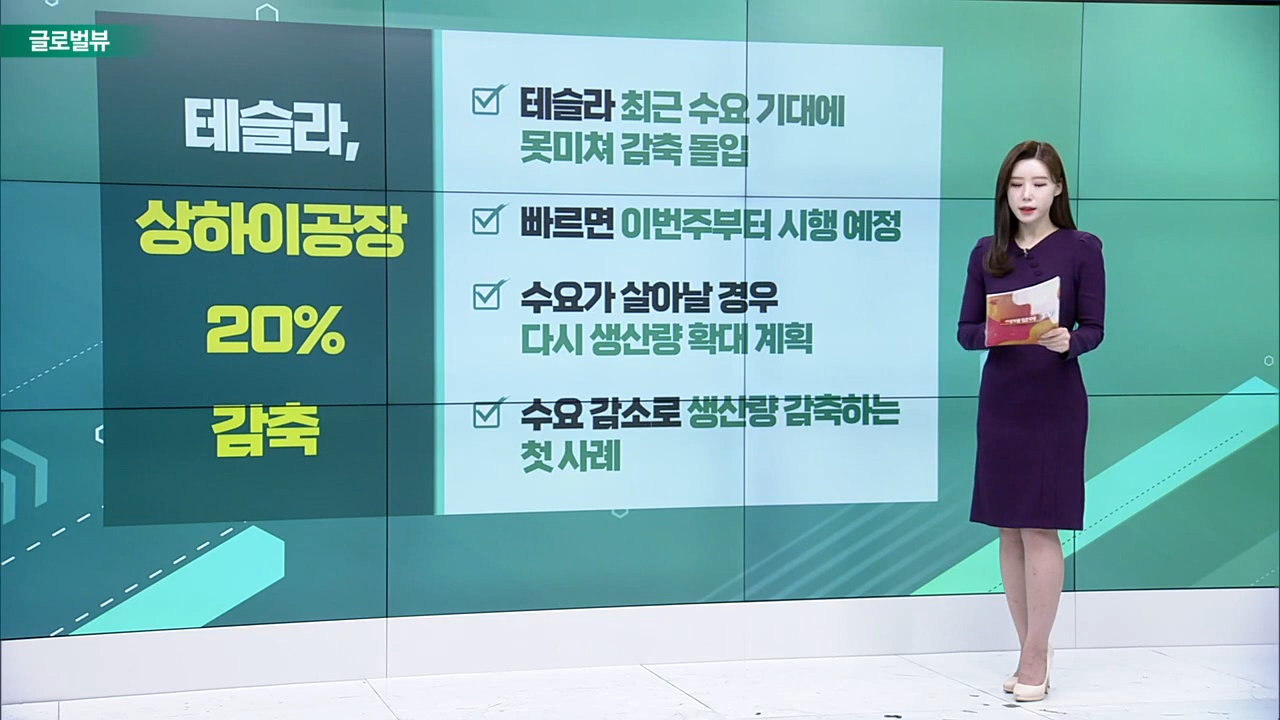 글로벌뷰
테슬라,
상하이공장
20%
감축
테슬라 최근 수요 기대에
못미쳐 감축 돌입
빠르면 이번주부터 시행 예정
수요가 살아날 경우
다시 생산량 확대 계획
수요 감소로 생산량 감축하는
첫 사례